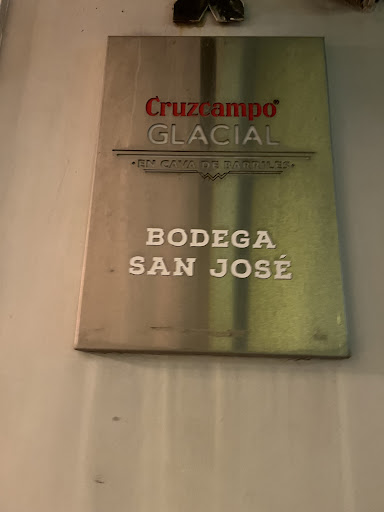 Cruzcampo
GLACIAL
·EN CAVA DE BARRILES·
BODEGA
SAN JOSÉ